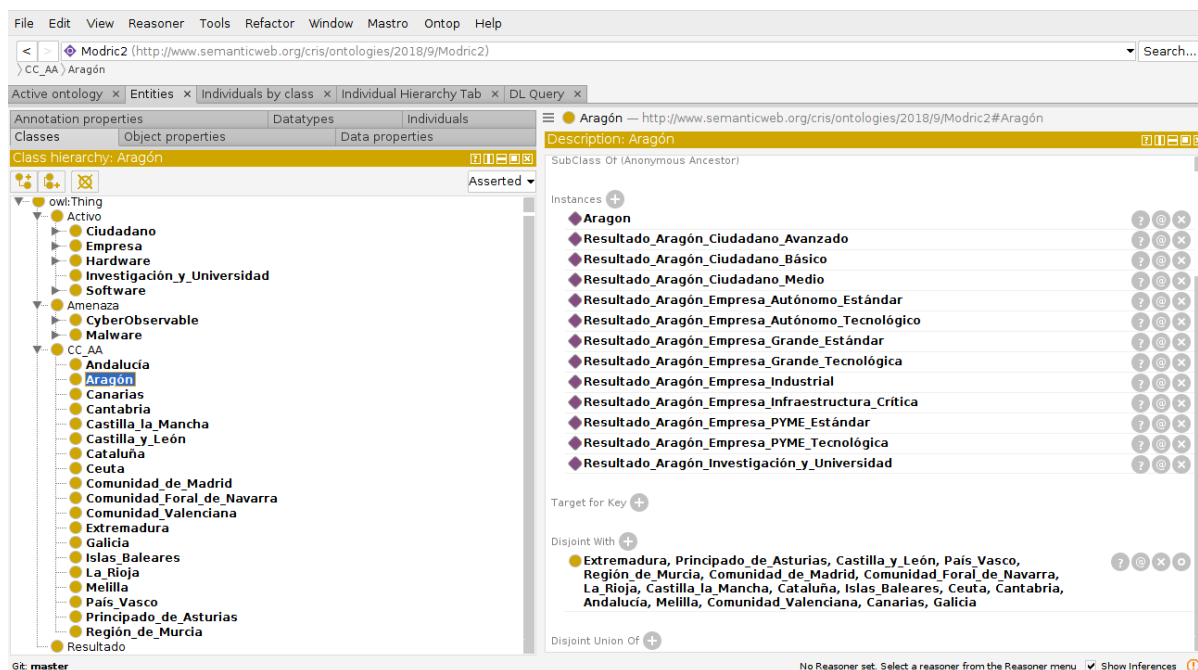 File Edit View Reasoner Tools Refactor Window Mastro Ontop Help
< > Modric2 (http://www.semanticweb.org/cris/ontologies/2018/9/Modric2) Search...
CC_AA Aragón
Active ontology × Entities × Individuals by class × Individual Hierarchy Tab × DL Query ×
Annotation properties Datatypes Individuals
Classes Object properties Data properties
Class hierarchy: Aragón
Asserted
owl:Thing
Activo
Ciudadano
Empresa
Hardware
Investigación_y_Universidad
Software
Amenaza
CyberObservable
Malware
CC_AA
Andalucía
Aragón
Canarias
Cantabria
Castilla_la_Mancha
Castilla_y_León
Cataluña
Ceuta
Comunidad_de_Madrid
Comunidad_Foral_de_Navarra
Comunidad_Valenciana
Extremadura
Galicia
Islas_Baleares
La_Rioja
Melilla
País_Vasco
Principado_de_Asturias
Región_de_Murcia
Resultado
Aragón — http://www.semanticweb.org/cris/ontologies/2018/9/Modric2#Aragón
Description: Aragón
SubClass Of (Anonymous Ancestor)
Instances
Aragon
Resultado_Aragón_Ciudadano_Avanzado
Resultado_Aragón_Ciudadano_Básico
Resultado_Aragón_Ciudadano_Medio
Resultado_Aragón_Empresa_Autónomo_Estándar
Resultado_Aragón_Empresa_Autónomo_Tecnológico
Resultado_Aragón_Empresa_Grande_Estándar
Resultado_Aragón_Empresa_Grande_Tecnológica
Resultado_Aragón_Empresa_Industrial
Resultado_Aragón_Empresa_Infraestructura_Crítica
Resultado_Aragón_Empresa_PYME_Estándar
Resultado_Aragón_Empresa_PYME_Tecnológica
Resultado_Aragón_Investigación_y_Universidad
Target for Key
Disjoint With
Extremadura, Principado_de_Asturias, Castilla_y_León, País_Vasco,
Región_de_Murcia, Comunidad_de_Madrid, Comunidad_Foral_de_Navarra,
La_Rioja, Castilla_la_Mancha, Cataluña, Islas_Baleares, Ceuta, Cantabria,
Andalucía, Melilla, Comunidad_Valenciana, Canarias, Galicia
Disjoint Union Of
Git: master
No Reasoner set. Select a reasoner from the Reasoner menu Show Inferences